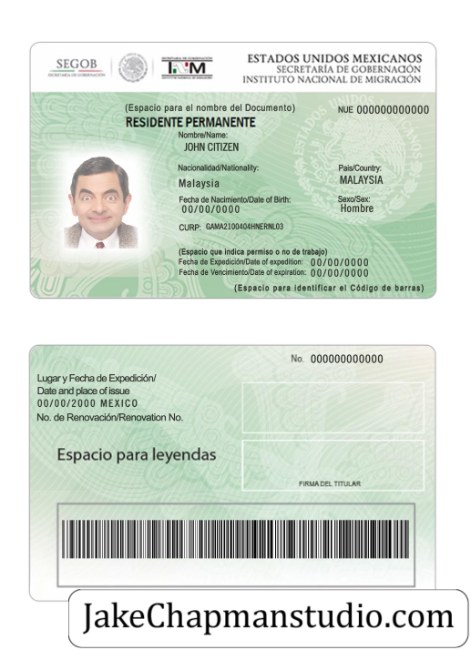 SEGOB
SECRETARÍA DE GOBERNACIÓN
INM
ESTADOS UNIDOS MEXICANOS
SECRETARÍA DE GOBERNACIÓN
INSTITUTO NACIONAL DE MIGRACIÓN
(Espacio para el nombre del Documento)
NUE 000000000000
RESIDENTE PERMANENTE
Nombre/Name:
JOHN CITIZEN
Nacionalidad/Nationality:
País/Country:
Malaysia
MALAYSIA
Fecha de Nacimiento/Date of Birth:
Sexo/Sex:
00/00/0000
Hombre
CURP: GAMA2100404HNERNL03
(Espacio que indica permiso o no de trabajo)
Fecha de Expedición/Date of expedition: 00/00/0000
Fecha de Vencimiento/Date of expiration: 00/00/0000
(Espacio para identificar el Código de barras)
No. 000000000000
Lugar y Fecha de Expedición/
Date and place of issue
00/00/2000 MEXICO
No. de Renovación/Renovation No.
Espacio para leyendas
FIRMA DEL TITULAR
JakeChapmanstudio.com